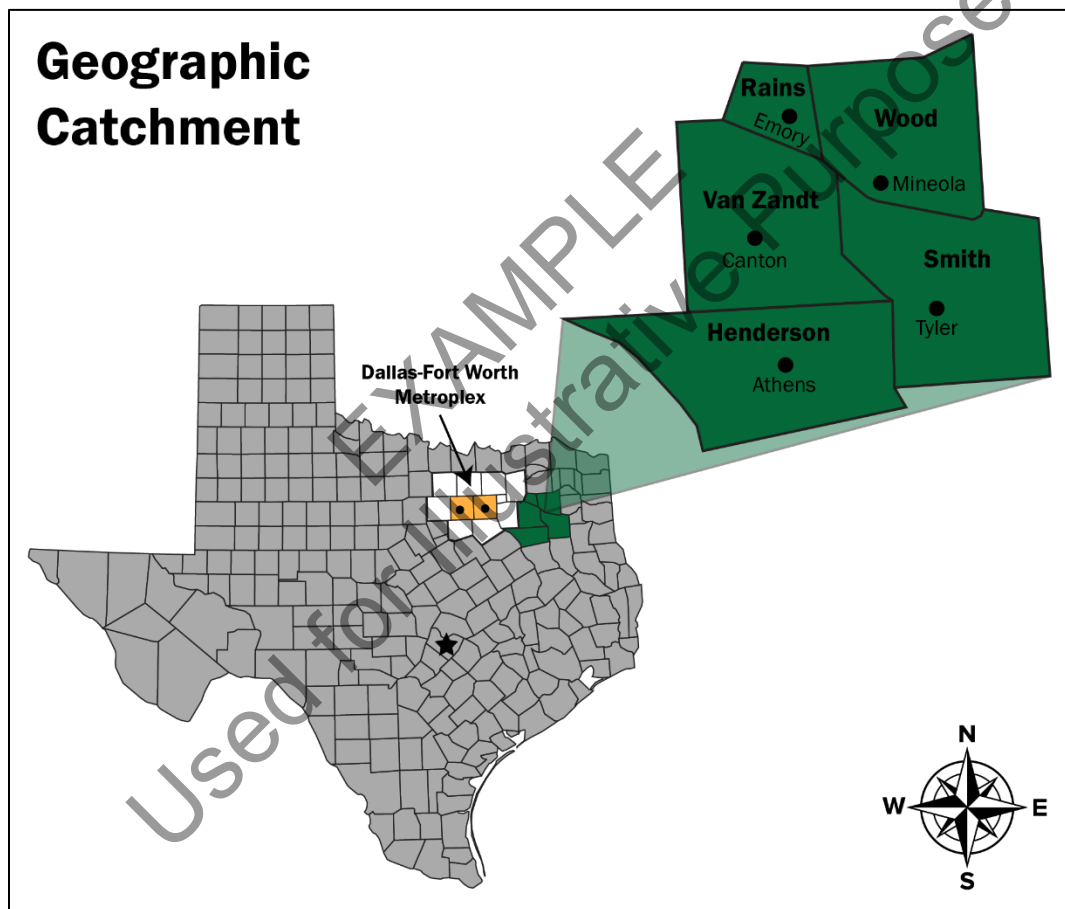 Geographic
Catchment
Rains
Emory
Wood
Mineola
Van Zandt
Canton
Smith
Tyler
Henderson
Athens
Dallas-Fort Worth
Metroplex
EXAMPLE
Used for Illustrative Purpose
N
W
E
S